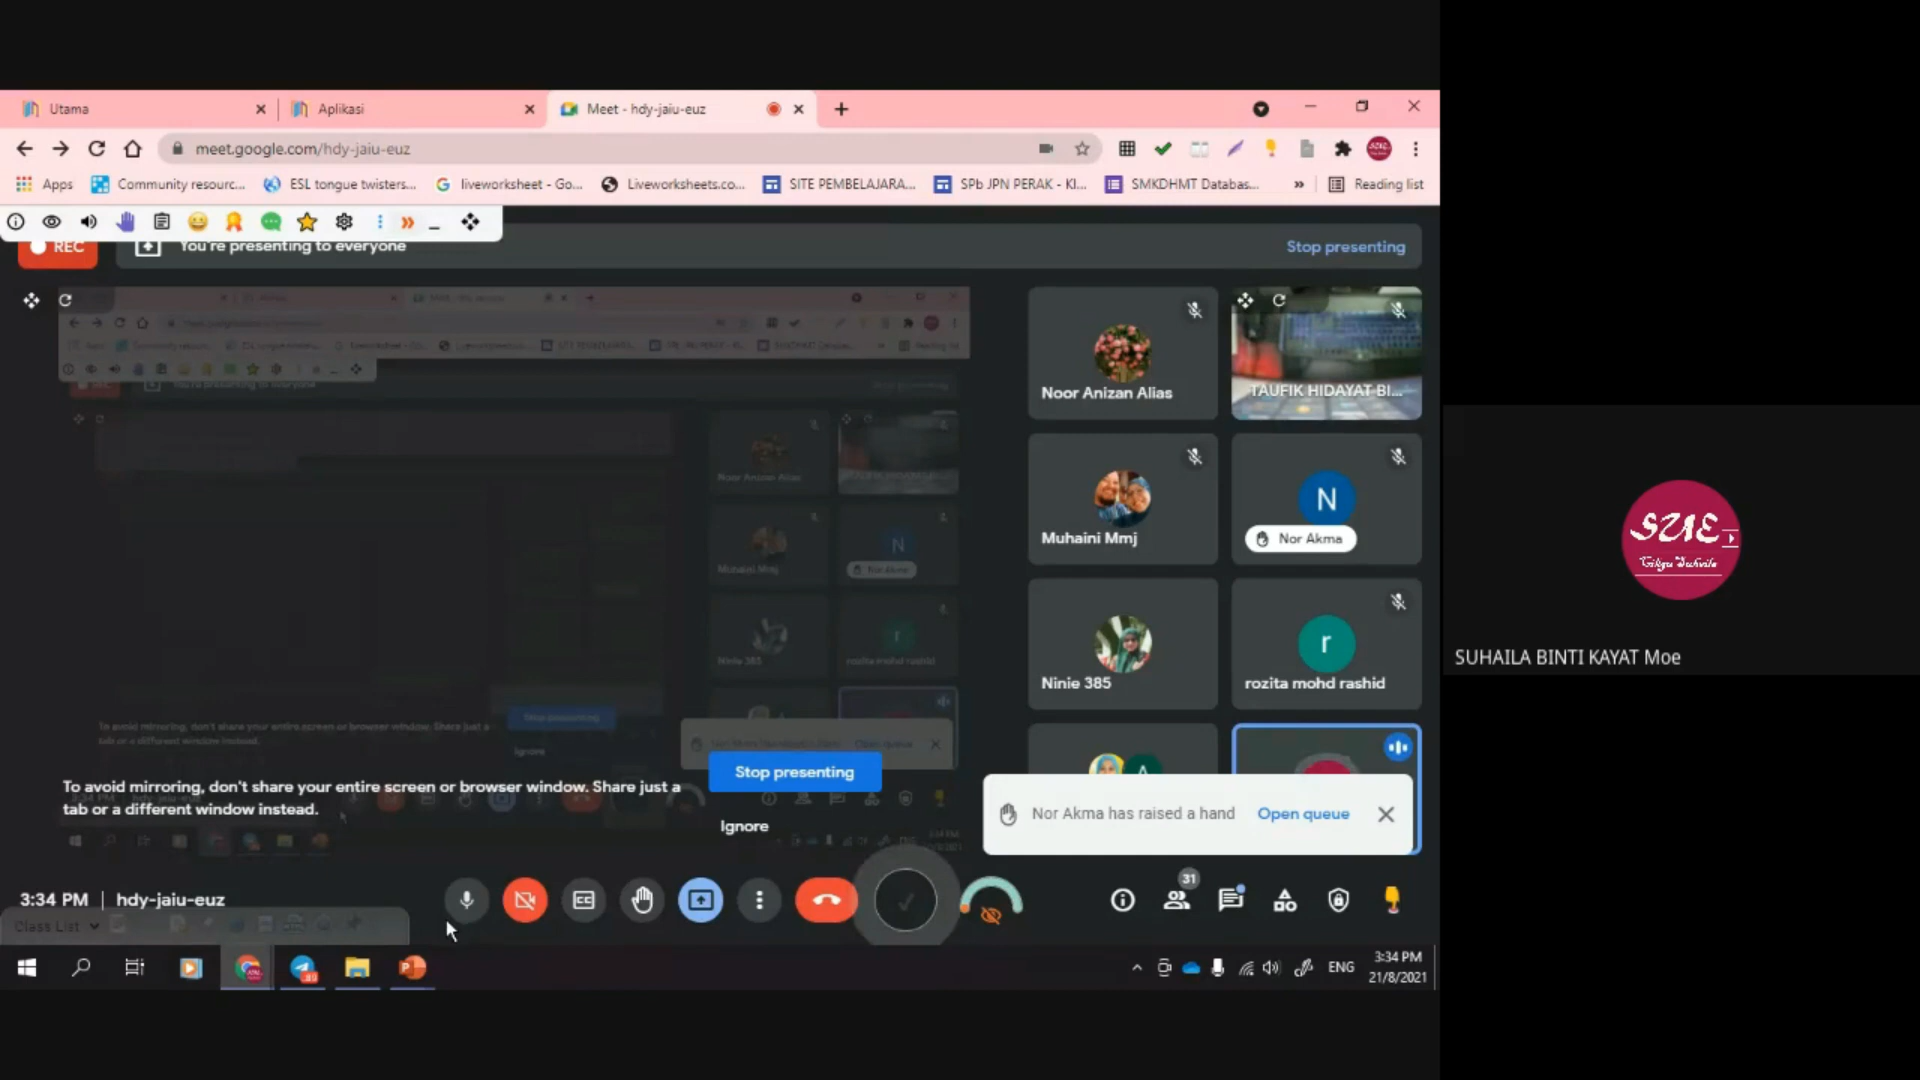 Utama
Aplikasi
Meet - hdy-jaiu-euz
meet.google.com/hdy-jaiu-euz
Apps
Community resourc...
ESL tongue twisters...
liveworksheet - Go...
Liveworksheets.co...
SITE PEMBELAJARA...
SPb JPN PERAK - KI...
SMKDHMT Databas...
»
Reading list
REC
You're presenting to everyone
Stop presenting
Noor Anizan Alias
TAUFIK HIDAYAT BI...
Muhaini Mmj
N
Nor Akma
Ninie 385
r
rozita mohd rashid
A
SUHAILA BINTI KAYAT Moe
To avoid mirroring, don't share your entire screen or browser window. Share just a
tab or a different window instead.
Stop presenting
Ignore
Nor Akma has raised a hand
Open queue
3:34 PM | hdy-jaiu-euz
31
Class List
ENG
3:34 PM
21/8/2021